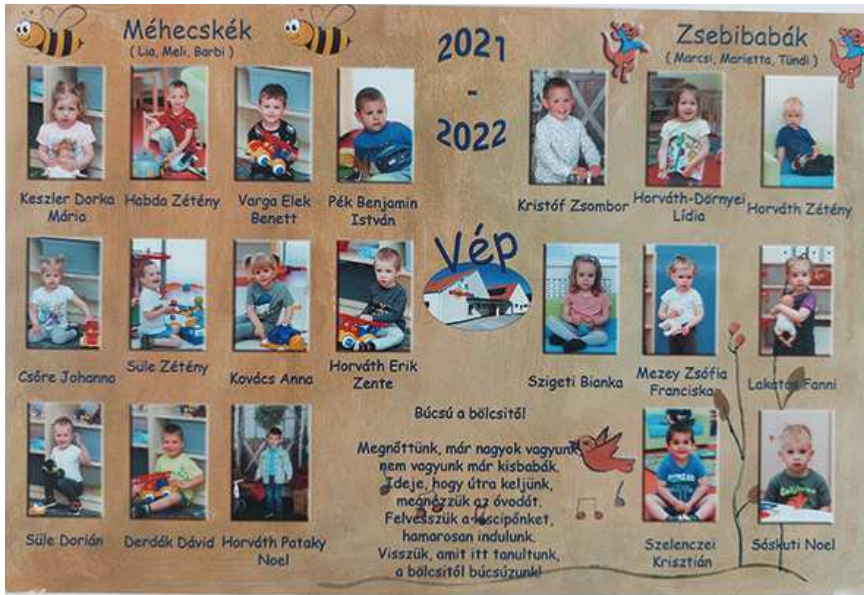 Méhecskék
( Lia, Meli, Barbi )
2021
-
2022
Zsebibabák
( Marcsi, Marietta, Tündi )
Keszler Dorka
Mária
Habda Zétény
Varga Elek
Benett
Pék Benjamin
István
Kristóf Zsombor
Horváth-Dörnyei
Lídia
Horváth Zétény
Vép
Csőre Johanna
Süle Zétény
Kovács Anna
Horváth Erik
Zente
Szigeti Bianka
Mezey Zsófia
Franciska
Lakatos Fanni
Búcsú a bölcsitől!
Megnőttünk, már nagyok vagyunk
nem vagyunk már kisbabák.
Ideje, hogy útra keljünk,
megnézzük az óvodát.
Felvesszük a kiscipőnket,
hamarosan indulunk.
Visszük, amit itt tanultunk,
a bölcsitől búcsúzunk!
Süle Dorián
Derdák Dávid
Horváth Pataky
Noel
Szelenczei
Krisztián
Sóskuti Noel